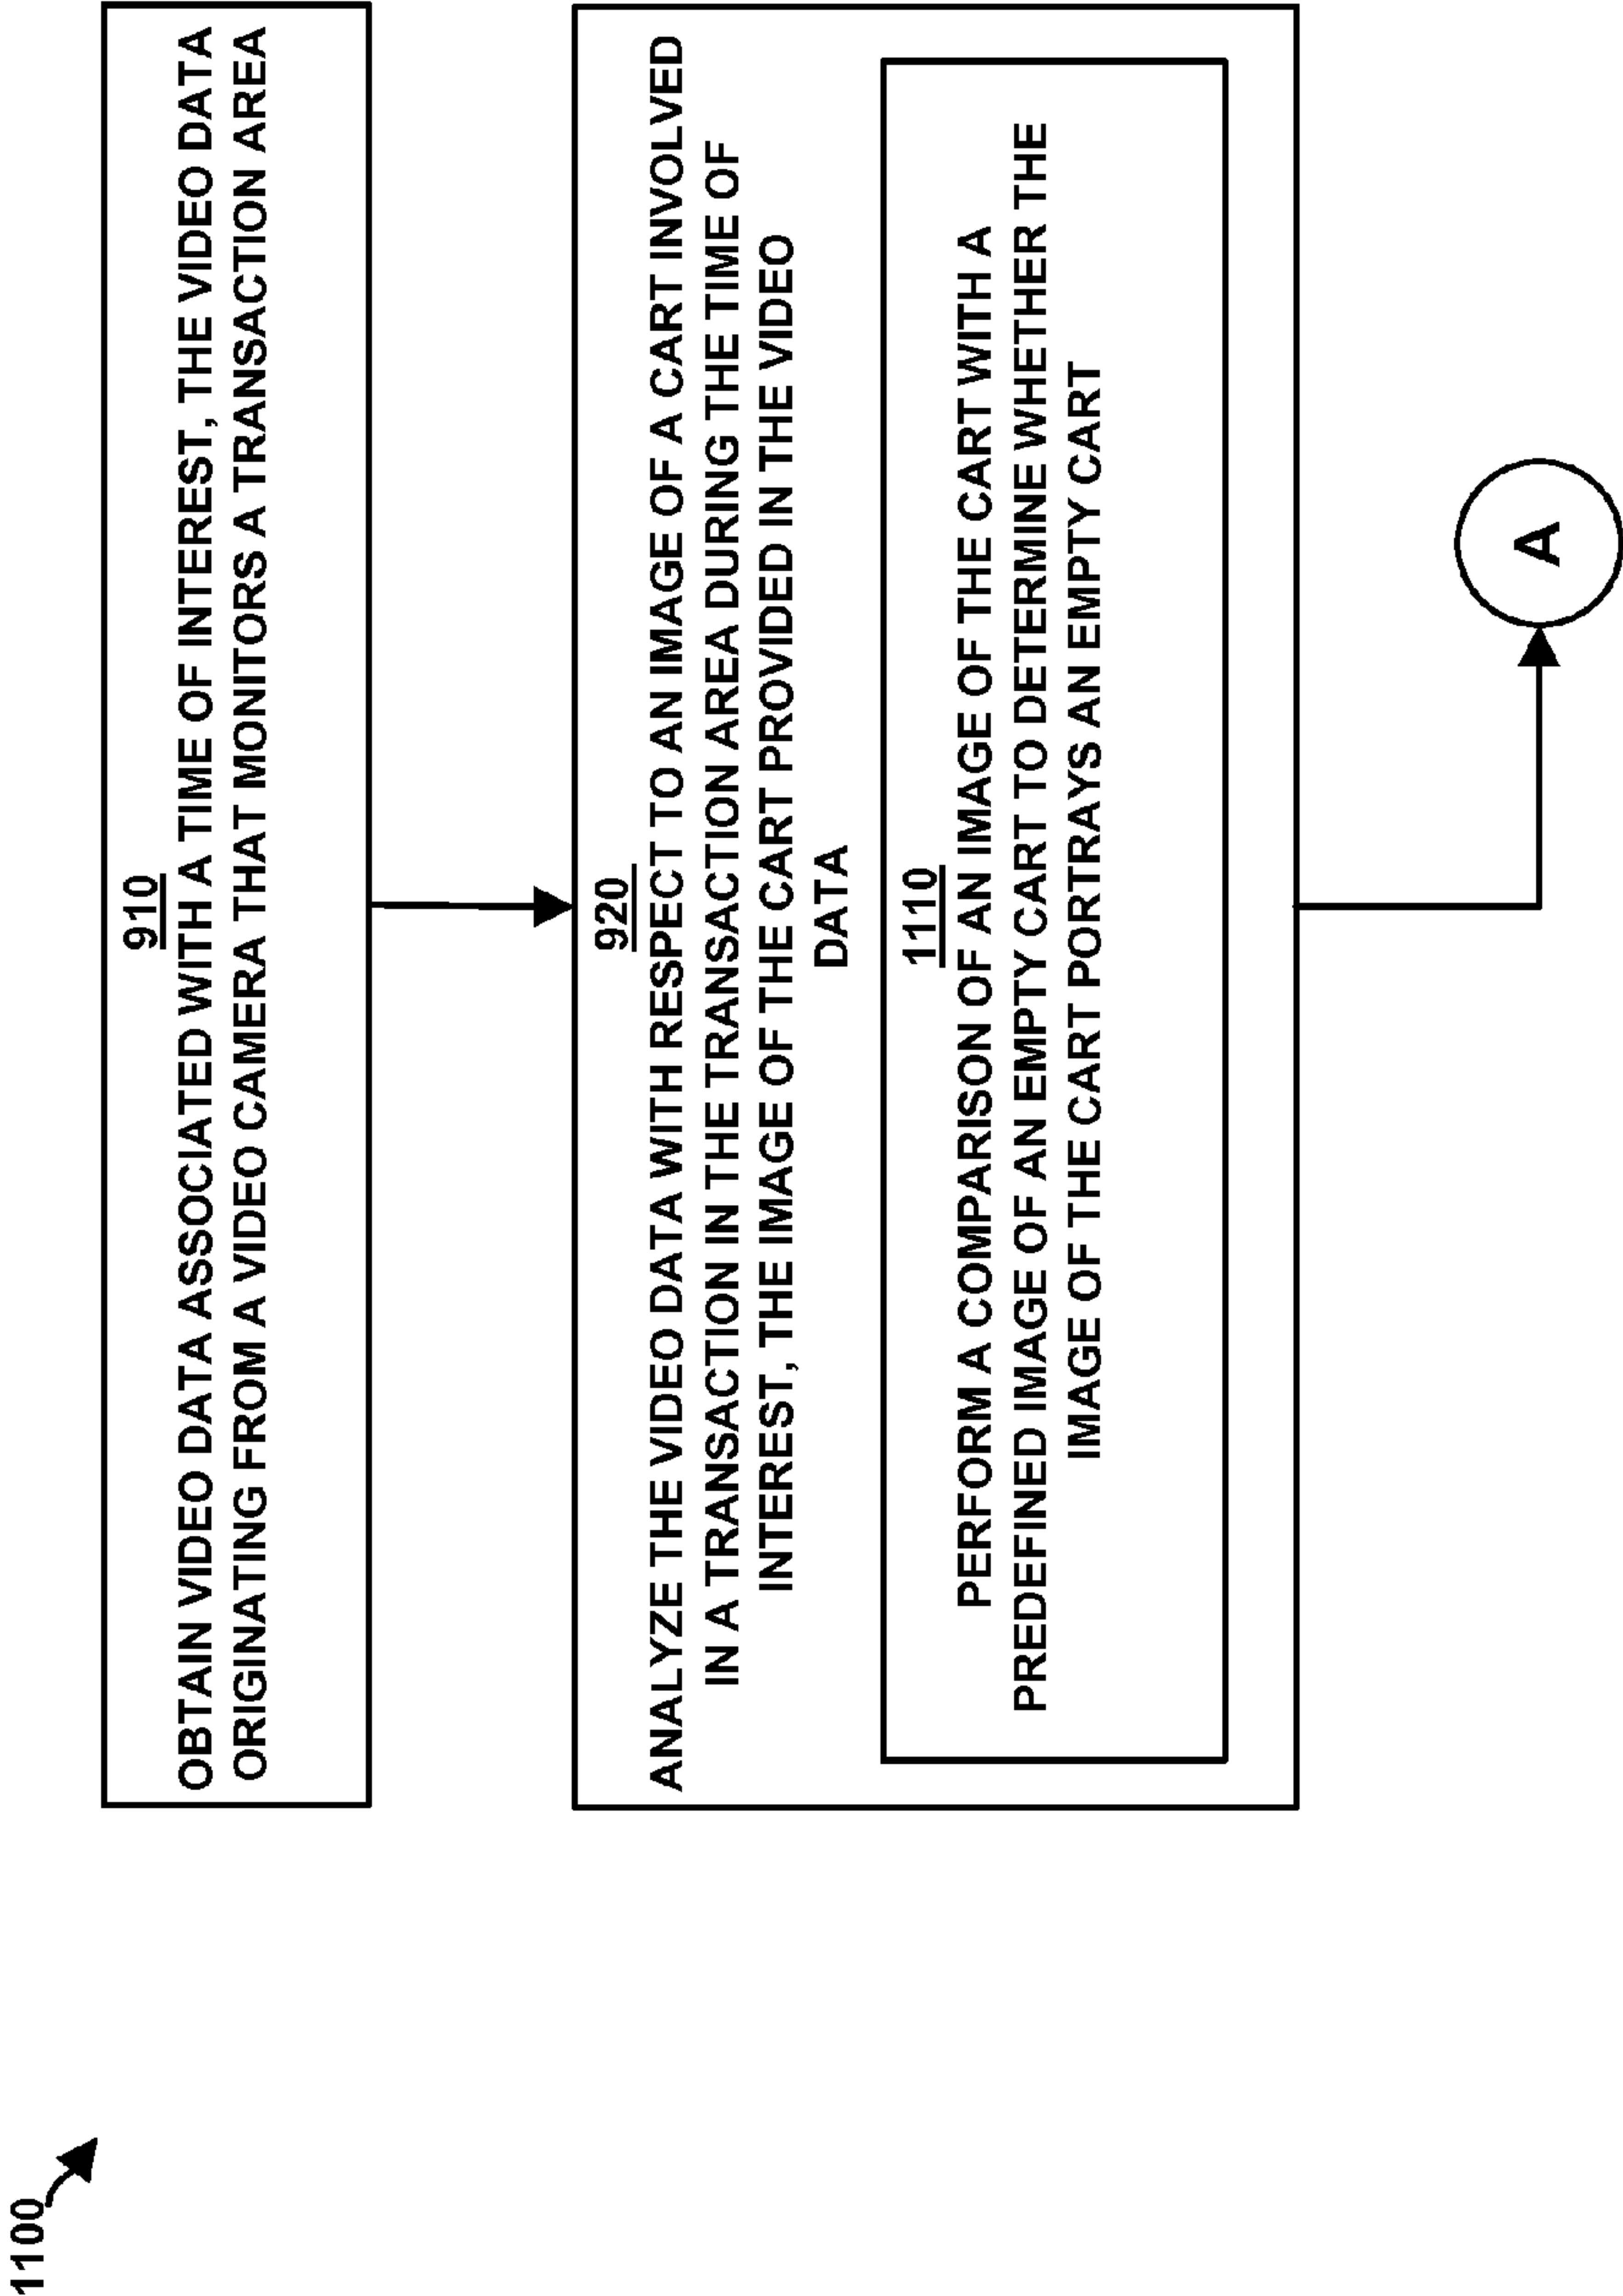 1100
910
OBTAIN VIDEO DATA ASSOCIATED WITH A TIME OF INTEREST, THE VIDEO DATA
ORIGINATING FROM A VIDEO CAMERA THAT MONITORS A TRANSACTION AREA
920
ANALYZE THE VIDEO DATA WITH RESPECT TO AN IMAGE OF A CART INVOLVED
IN A TRANSACTION IN THE TRANSACTION AREA DURING THE TIME OF
INTEREST, THE IMAGE OF THE CART PROVIDED IN THE VIDEO
DATA
1110
PERFORM A COMPARISON OF AN IMAGE OF THE CART WITH A
PREDEFINED IMAGE OF AN EMPTY CART TO DETERMINE WHETHER THE
IMAGE OF THE CART PORTRAYS AN EMPTY CART
A